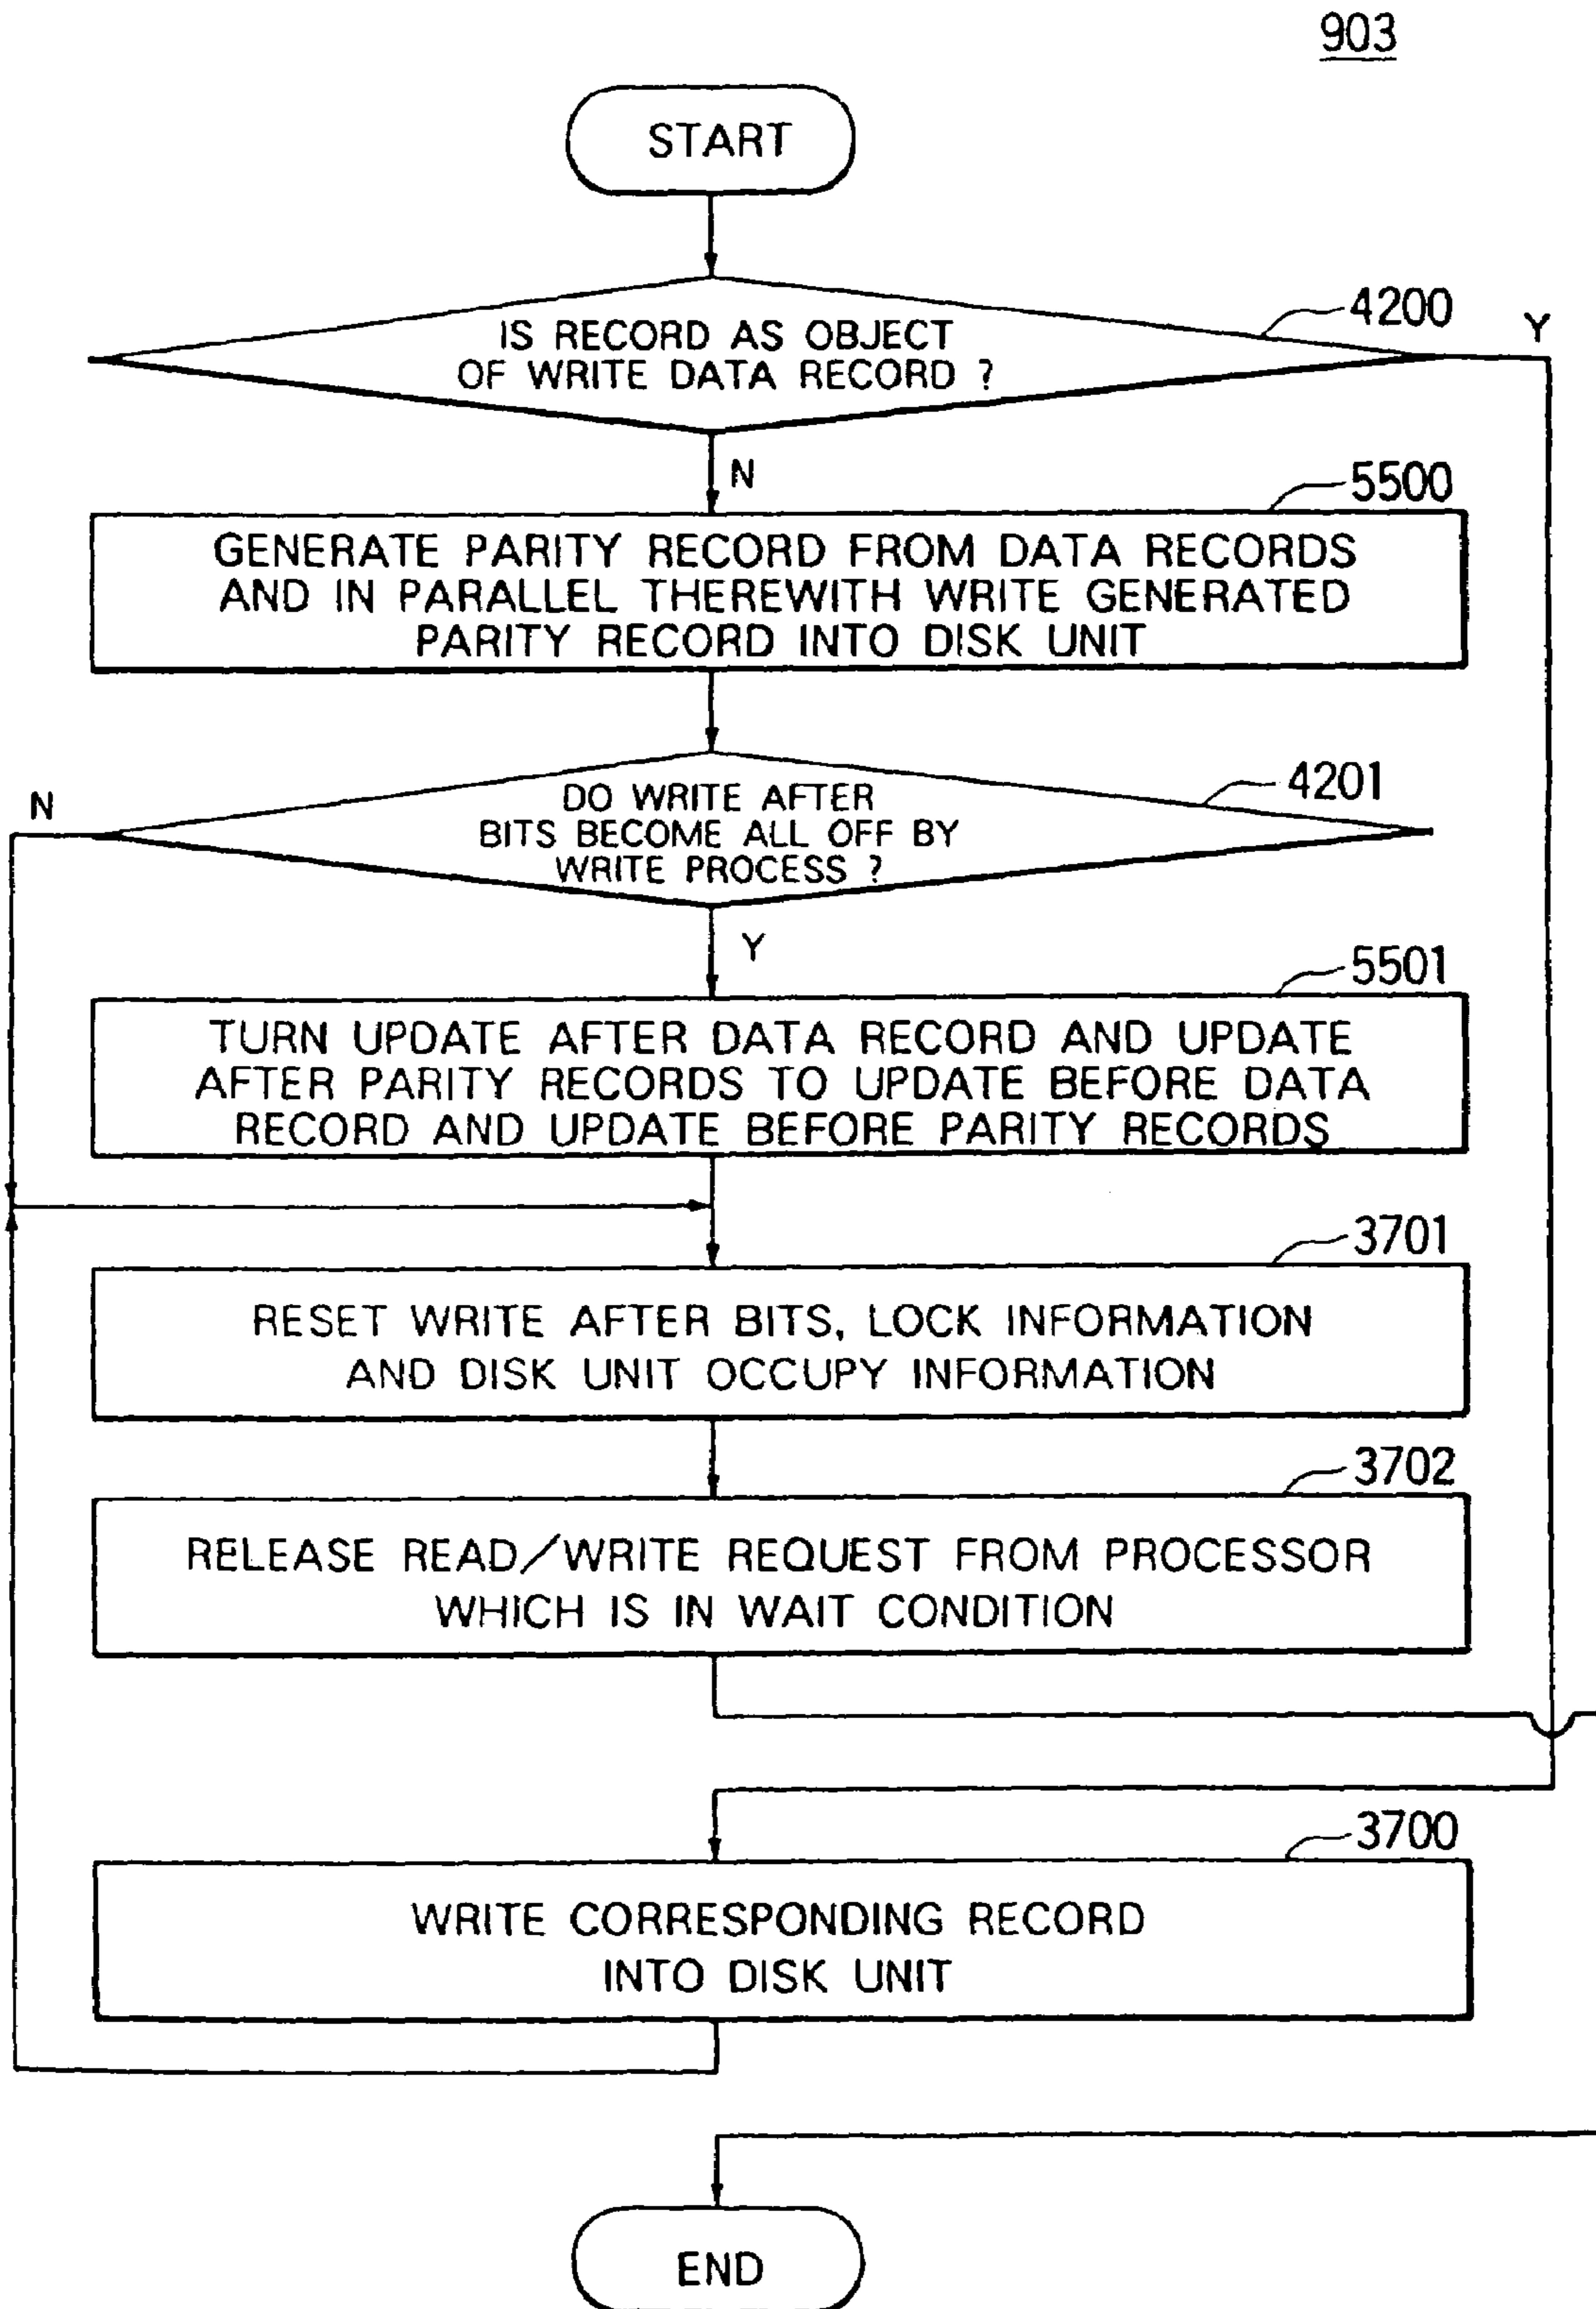 903
START
4200
Y
IS RECORD AS OBJECT
OF WRITE DATA RECORD ?
N
5500
GENERATE PARITY RECORD FROM DATA RECORDS
AND IN PARALLEL THEREWITH WRITE GENERATED
PARITY RECORD INTO DISK UNIT
N
4201
DO WRITE AFTER
BITS BECOME ALL OFF BY
WRITE PROCESS ?
Y
5501
TURN UPDATE AFTER DATA RECORD AND UPDATE
AFTER PARITY RECORDS TO UPDATE BEFORE DATA
RECORD AND UPDATE BEFORE PARITY RECORDS
3701
RESET WRITE AFTER BITS, LOCK INFORMATION
AND DISK UNIT OCCUPY INFORMATION
3702
RELEASE READ/WRITE REQUEST FROM PROCESSOR
WHICH IS IN WAIT CONDITION
3700
WRITE CORRESPONDING RECORD
INTO DISK UNIT
END